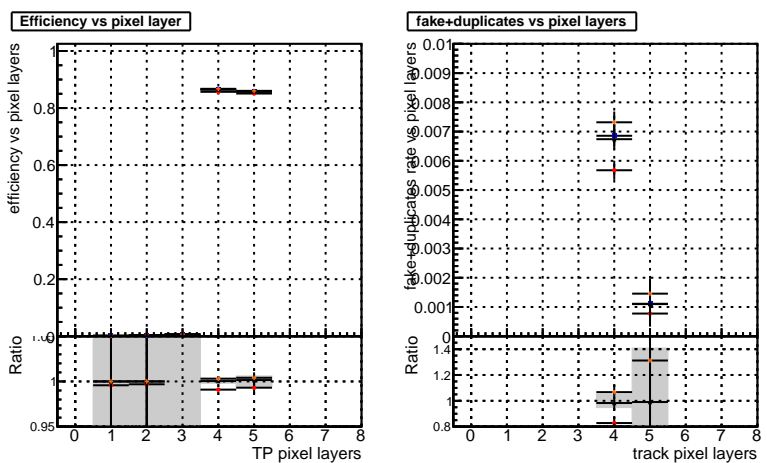 Efficiency vs pixel layer
efficiency vs pixel layers
1
0.8
0.6
0.4
0.2
0
Ratio
1
0.95
0 1 2 3 4 5 6 7 8
TP pixel layers
fake+duplicates vs pixel layers
fake+duplicates rate vs pixel layers
0.01
0.009
0.008
0.007
0.006
0.005
0.004
0.003
0.002
0.001
0
Ratio
1.4
1.2
1
0.8
0 1 2 3 4 5 6 7 8
track pixel layers